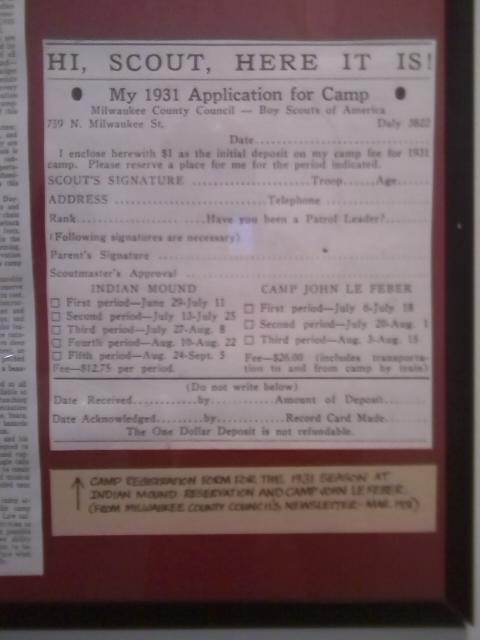 HI, SCOUT, HERE IT IS!
● My 1931 Application for Camp ●
Milwaukee County Council — Boy Scouts of America
739 N. Milwaukee St. Daly 3822
Date
I enclose herewith $1 as the initial deposit on my camp fee for 1931
camp. Please reserve a place for me for the period indicated.
SCOUT'S SIGNATURE Troop Age
ADDRESS Telephone
Rank Have you been a Patrol Leader?
(Following signatures are necessary)
Parent's Signature
Scoutmaster's Approval
INDIAN MOUND
□ First period—June 29-July 11
□ Second period—July 13-July 25
□ Third period—July 27-Aug. 8
□ Fourth period—Aug. 10-Aug. 22
□ Fifth period—Aug. 24-Sept. 5
Fee—$12.75 per period.
CAMP JOHN LE FEBER
□ First period—July 6-July 18
□ Second period—July 20-Aug. 1
□ Third period—Aug. 3-Aug. 15
Fee—$26.00 (includes transporta-
tion to and from camp by train)
(Do not write below)
Date Received by Amount of Deposit
Date Acknowledged by Record Card Made
The One Dollar Deposit is not refundable.
CAMP REGISTRATION FORM FOR THE 1931 SEASON AT
INDIAN MOUND RESERVATION AND CAMP JOHN LE FEBER.
(FROM MILWAUKEE COUNTY COUNCIL'S NEWSLETTER - MAR. 1931)